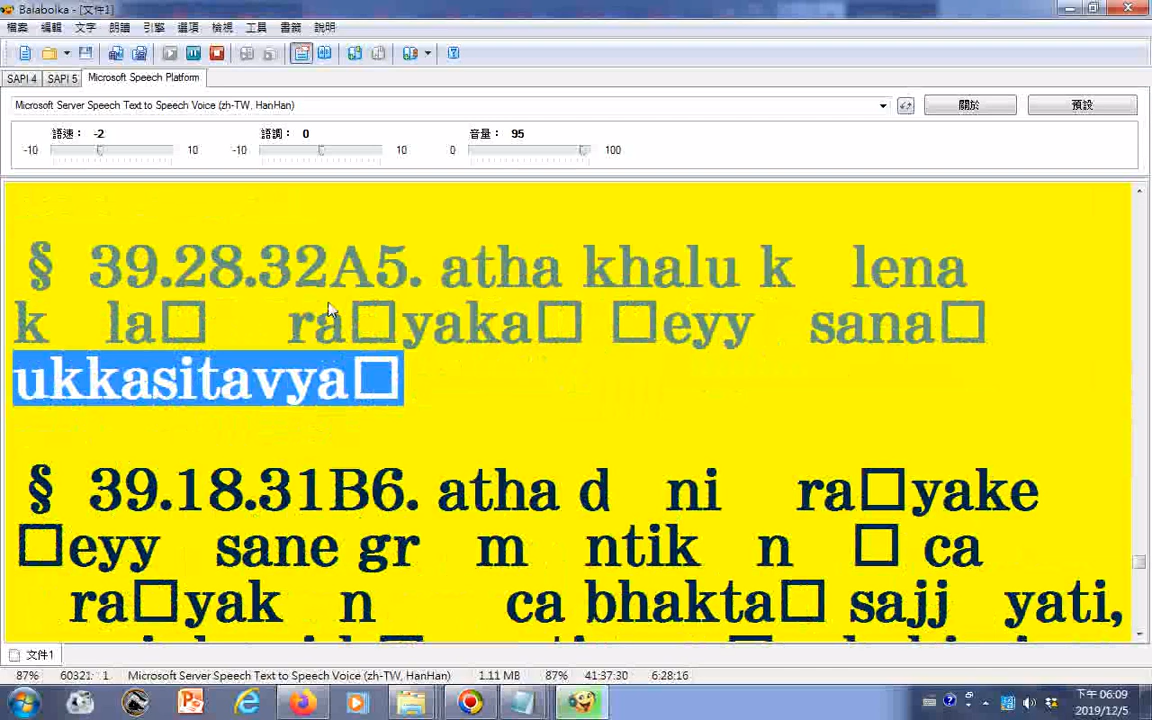 Balabolka - [文件1]
檔案 編輯 文字 朗讀 引擎 選項 檢視 工具 書籤 說明
SAPI 4 SAPI 5 Microsoft Speech Platform
Microsoft Server Speech Text to Speech Voice (zh-TW, HanHan) 關於 預設
語速： -2 語調： 0 音量： 95
-10 10 -10 10 0 100
§ 39.28.32A5. atha khalu k lena
k la□ ra□yaka□ □eyy sana□
ukkasitavya□
§ 39.18.31B6. atha d ni ra□yake
□eyy sane gr m ntik n □ ca
ra□yak n ca bhakta□ sajj yati,
文件1
87% 60321: 1 Microsoft Server Speech Text to Speech Voice (zh-TW, HanHan) 1.11 MB 87% 41:37:30 6:28:16
下午 06:09
2019/12/5